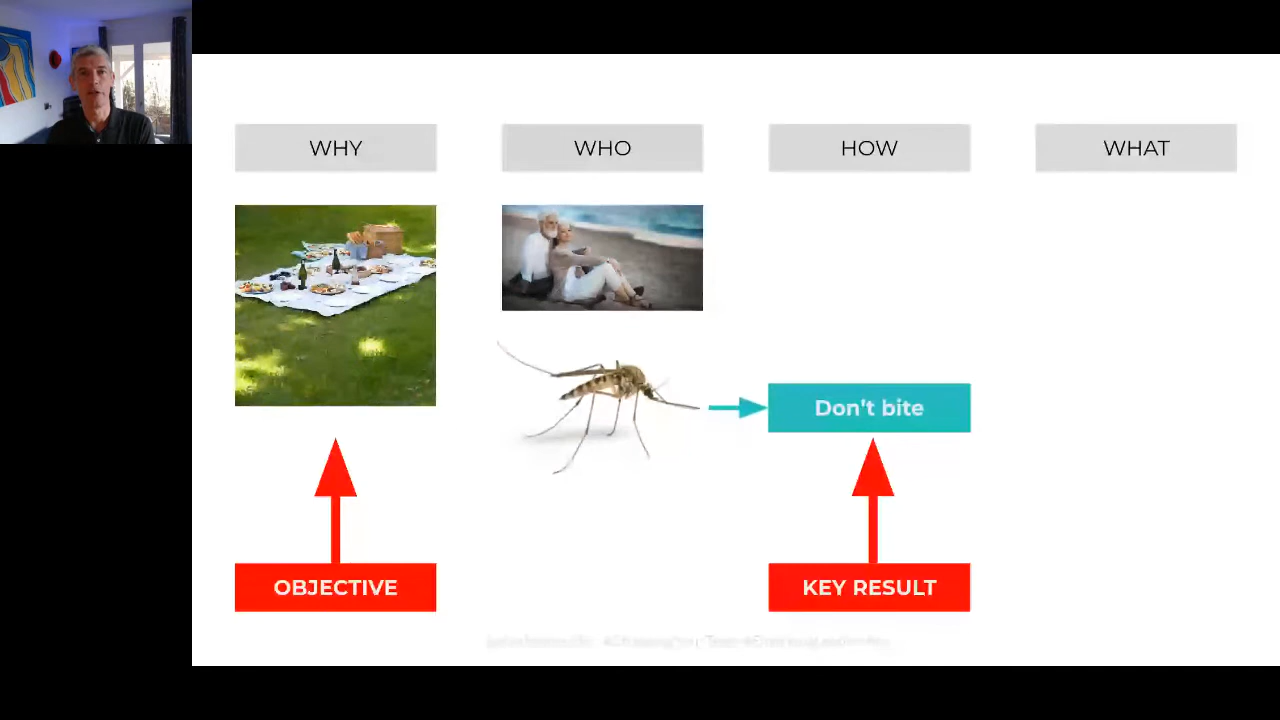 WHY
WHO
HOW
WHAT
Don't bite
OBJECTIVE
KEY RESULT